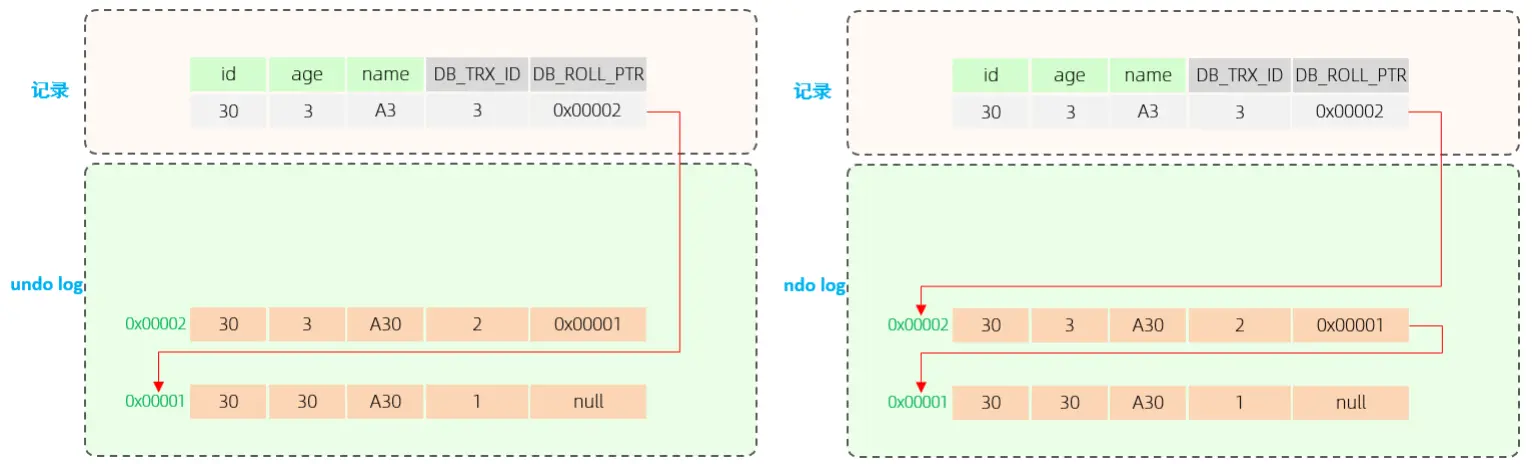 id age name DB_TRX_ID DB_ROLL_PTR
记录
30 3 A3 3 0x00002
undo log
0x00002 30 3 A30 2 0x00001
0x00001 30 30 A30 1 null
id age name DB_TRX_ID DB_ROLL_PTR
记录
30 3 A3 3 0x00002
ndo log
0x00002 30 3 A30 2 0x00001
0x00001 30 30 A30 1 null